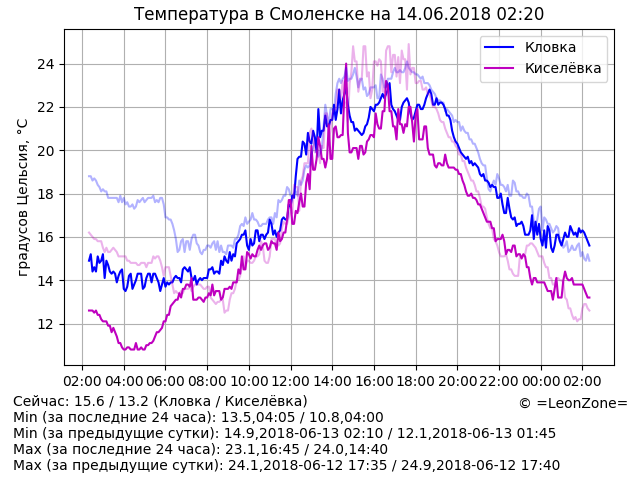 Температура в Смоленске на 14.06.2018 02:20
Кловка
Киселёвка
градусов Цельсия, °C
24
22
20
18
16
14
12
02:00 04:00 06:00 08:00 10:00 12:00 14:00 16:00 18:00 20:00 22:00 00:00 02:00
Сейчас: 15.6 / 13.2 (Кловка / Киселёвка)
© =LeonZone=
Min (за последние 24 часа): 13.5,04:05 / 10.8,04:00
Min (за предыдущие сутки): 14.9,2018-06-13 02:10 / 12.1,2018-06-13 01:45
Max (за последние 24 часа): 23.1,16:45 / 24.0,14:40
Max (за предыдущие сутки): 24.1,2018-06-12 17:35 / 24.9,2018-06-12 17:40